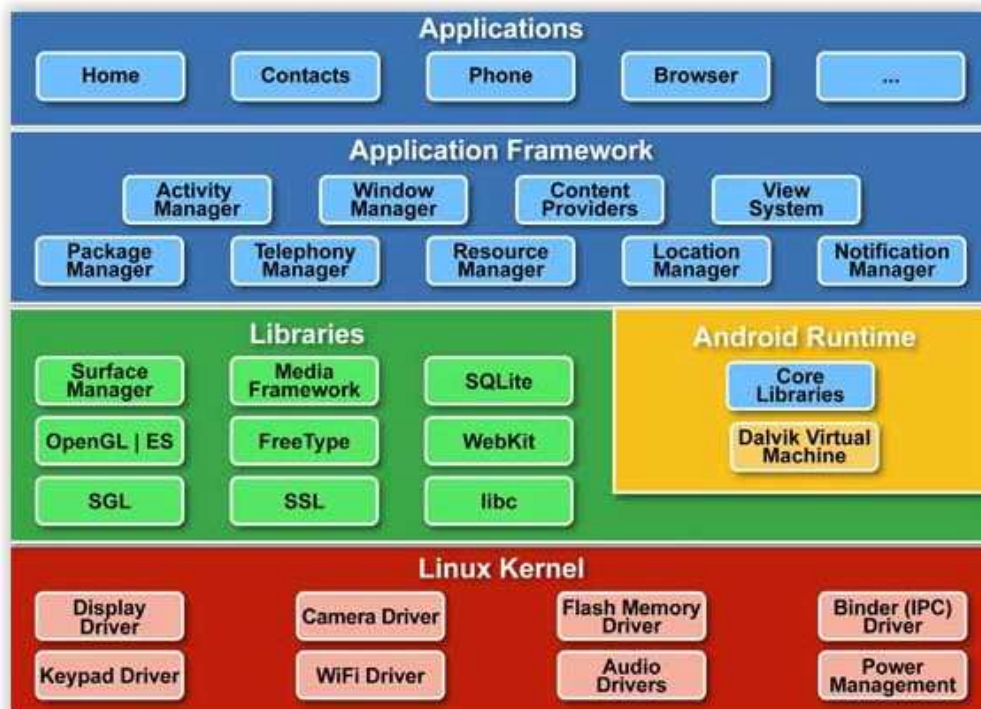 Applications
Home
Contacts
Phone
Browser
...
Application Framework
Activity
Manager
Window
Manager
Content
Providers
View
System
Package
Manager
Telephony
Manager
Resource
Manager
Location
Manager
Notification
Manager
Libraries
Surface
Manager
Media
Framework
SQLite
OpenGL | ES
FreeType
WebKit
SGL
SSL
libc
Android Runtime
Core
Libraries
Dalvik Virtual
Machine
Linux Kernel
Display
Driver
Camera Driver
Flash Memory
Driver
Binder (IPC)
Driver
Keypad Driver
WiFi Driver
Audio
Drivers
Power
Management